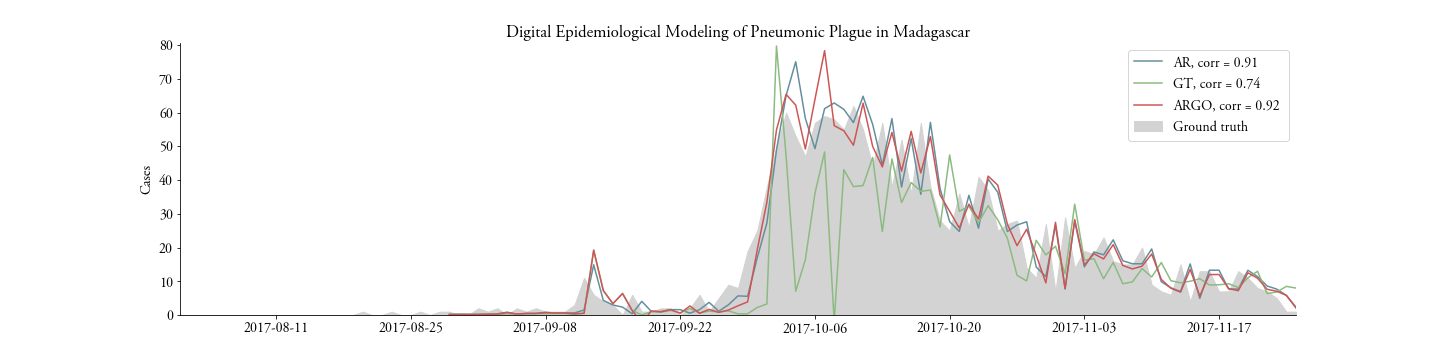 Digital Epidemiological Modeling of Pneumonic Plague in Madagascar
80
70
60
50
40
30
20
10
0
Cases
AR, corr = 0.91
GT, corr = 0.74
ARGO, corr = 0.92
Ground truth
2017-08-11
2017-08-25
2017-09-08
2017-09-22
2017-10-06
2017-10-20
2017-11-03
2017-11-17